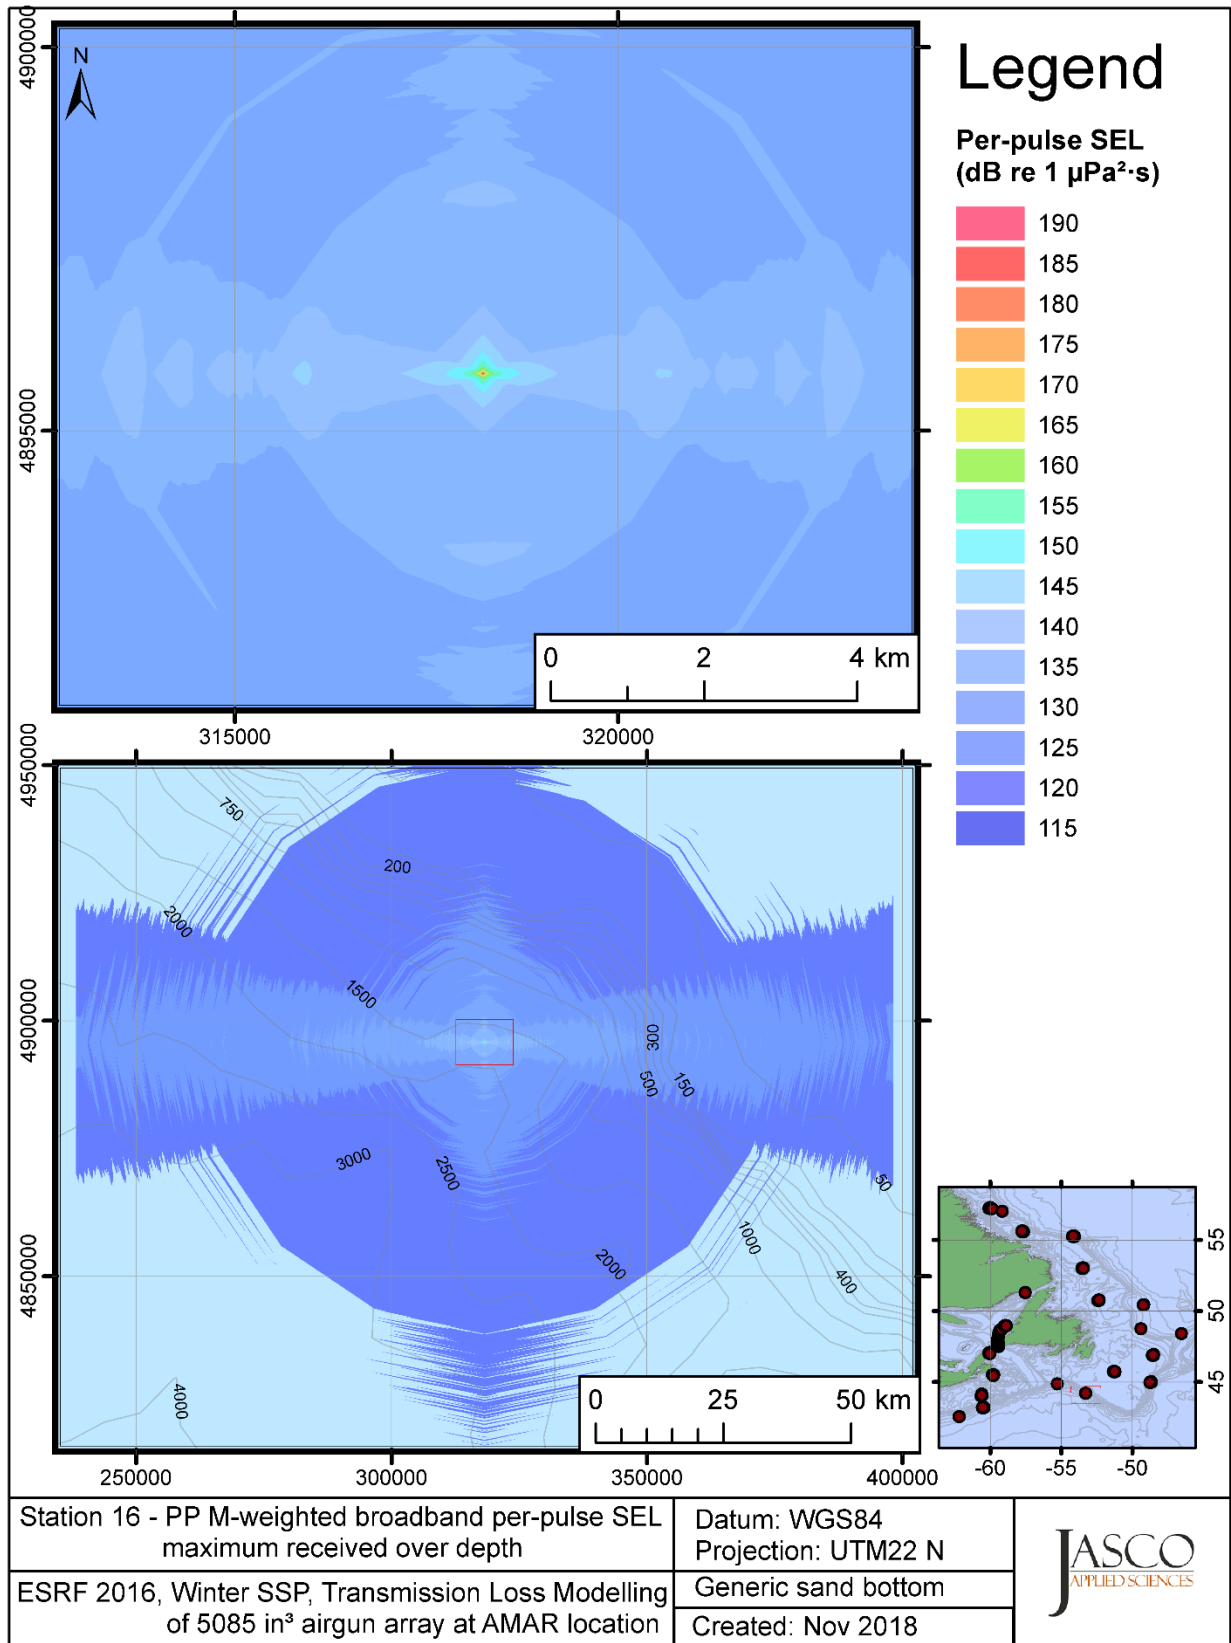 4900000
4895000
N
0 2 4 km
315000 320000
Legend
Per-pulse SEL
(dB re 1 µPa²·s)
190
185
180
175
170
165
160
155
150
145
140
135
130
125
120
115
4950000
4900000
4850000
750
200
2000
1500
300
500
150
3000
2500
50
2000
1000
400
4000
0 25 50 km
250000 300000 350000 400000
55
50
45
-60 -55 -50
Station 16 - PP M-weighted broadband per-pulse SEL
maximum received over depth
ESRF 2016, Winter SSP, Transmission Loss Modelling
of 5085 in³ airgun array at AMAR location
Datum: WGS84
Projection: UTM22 N
Generic sand bottom
Created: Nov 2018
JASCO
APPLIED SCIENCES